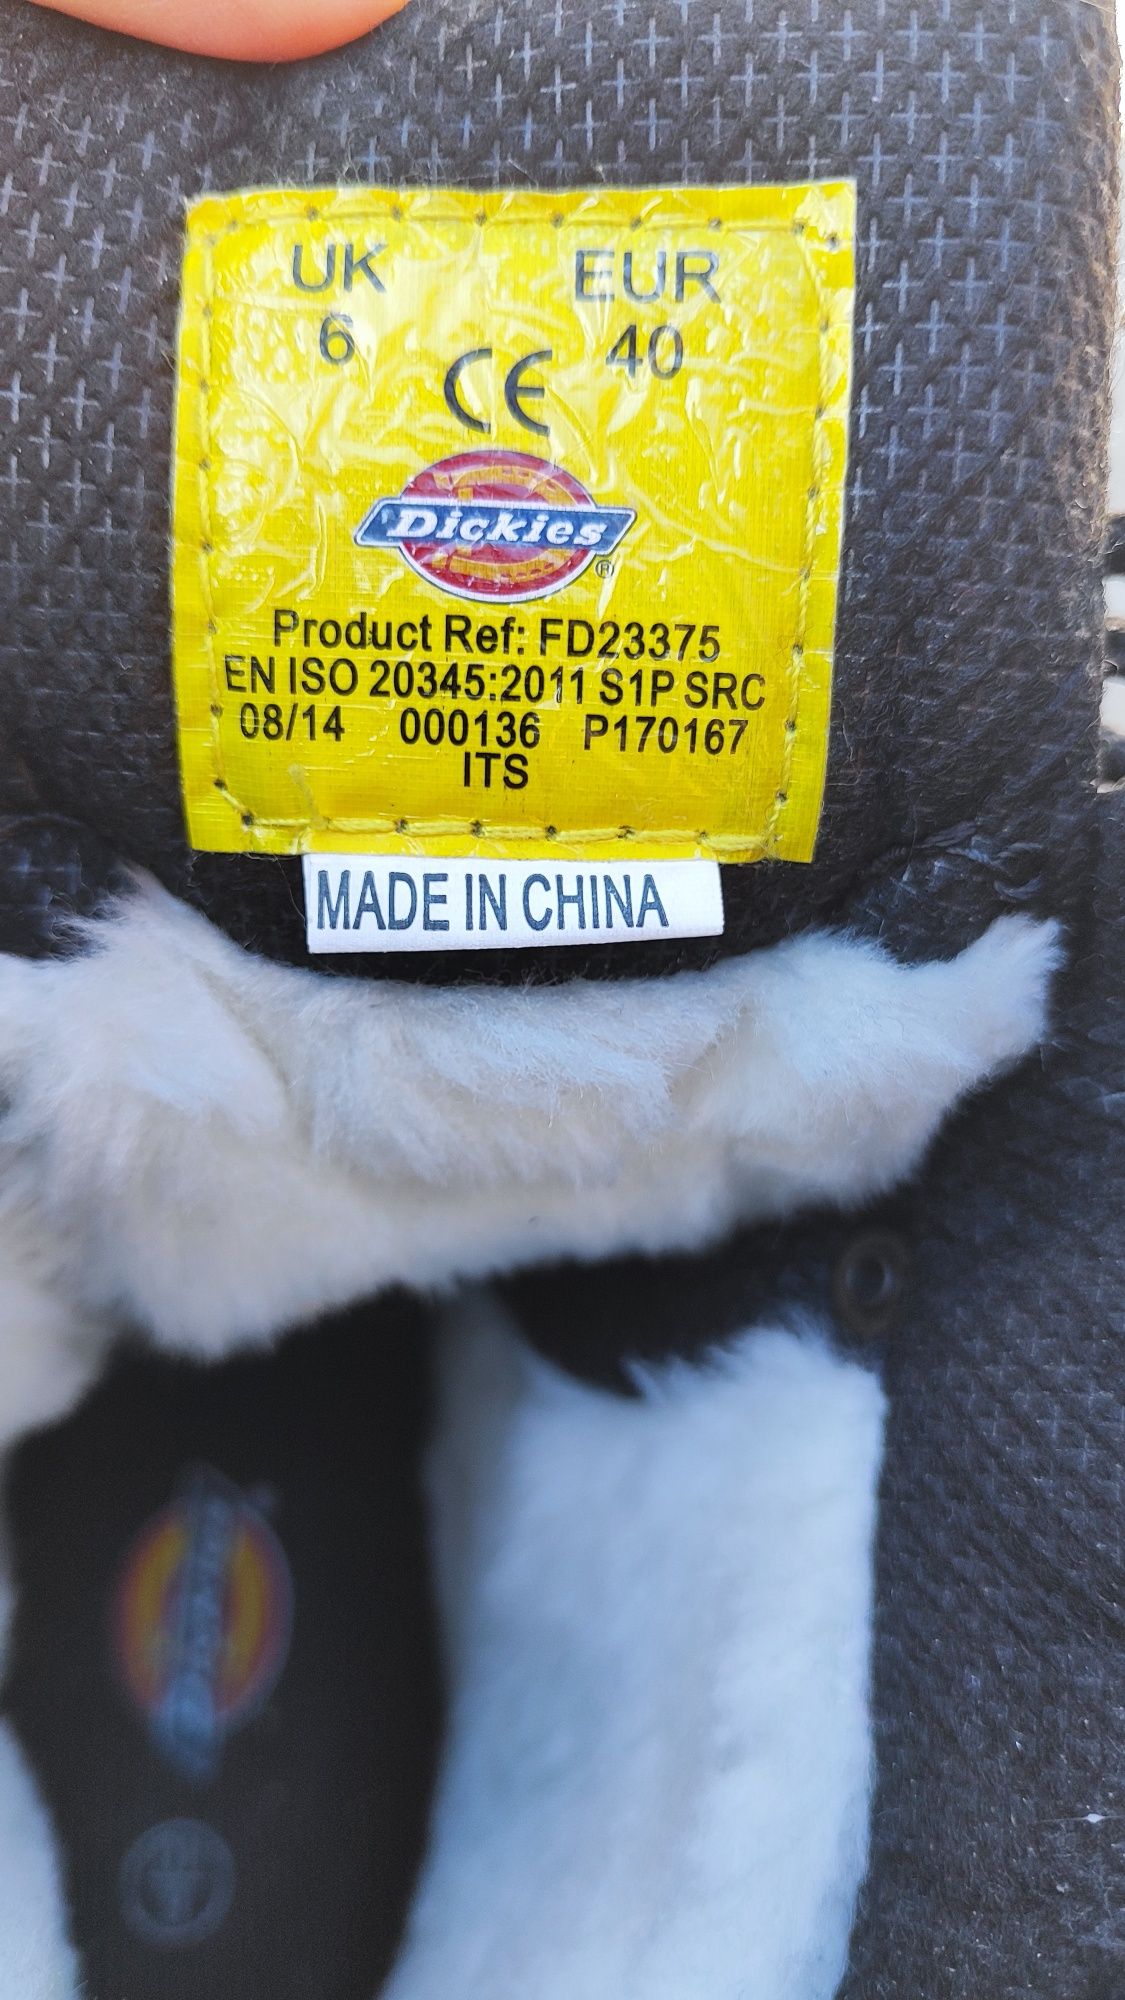 UK EUR
6 40
CE
Dickies®
Product Ref: FD23375
EN ISO 20345:2011 S1P SRC
08/14 000136 P170167
ITS
MADE IN CHINA